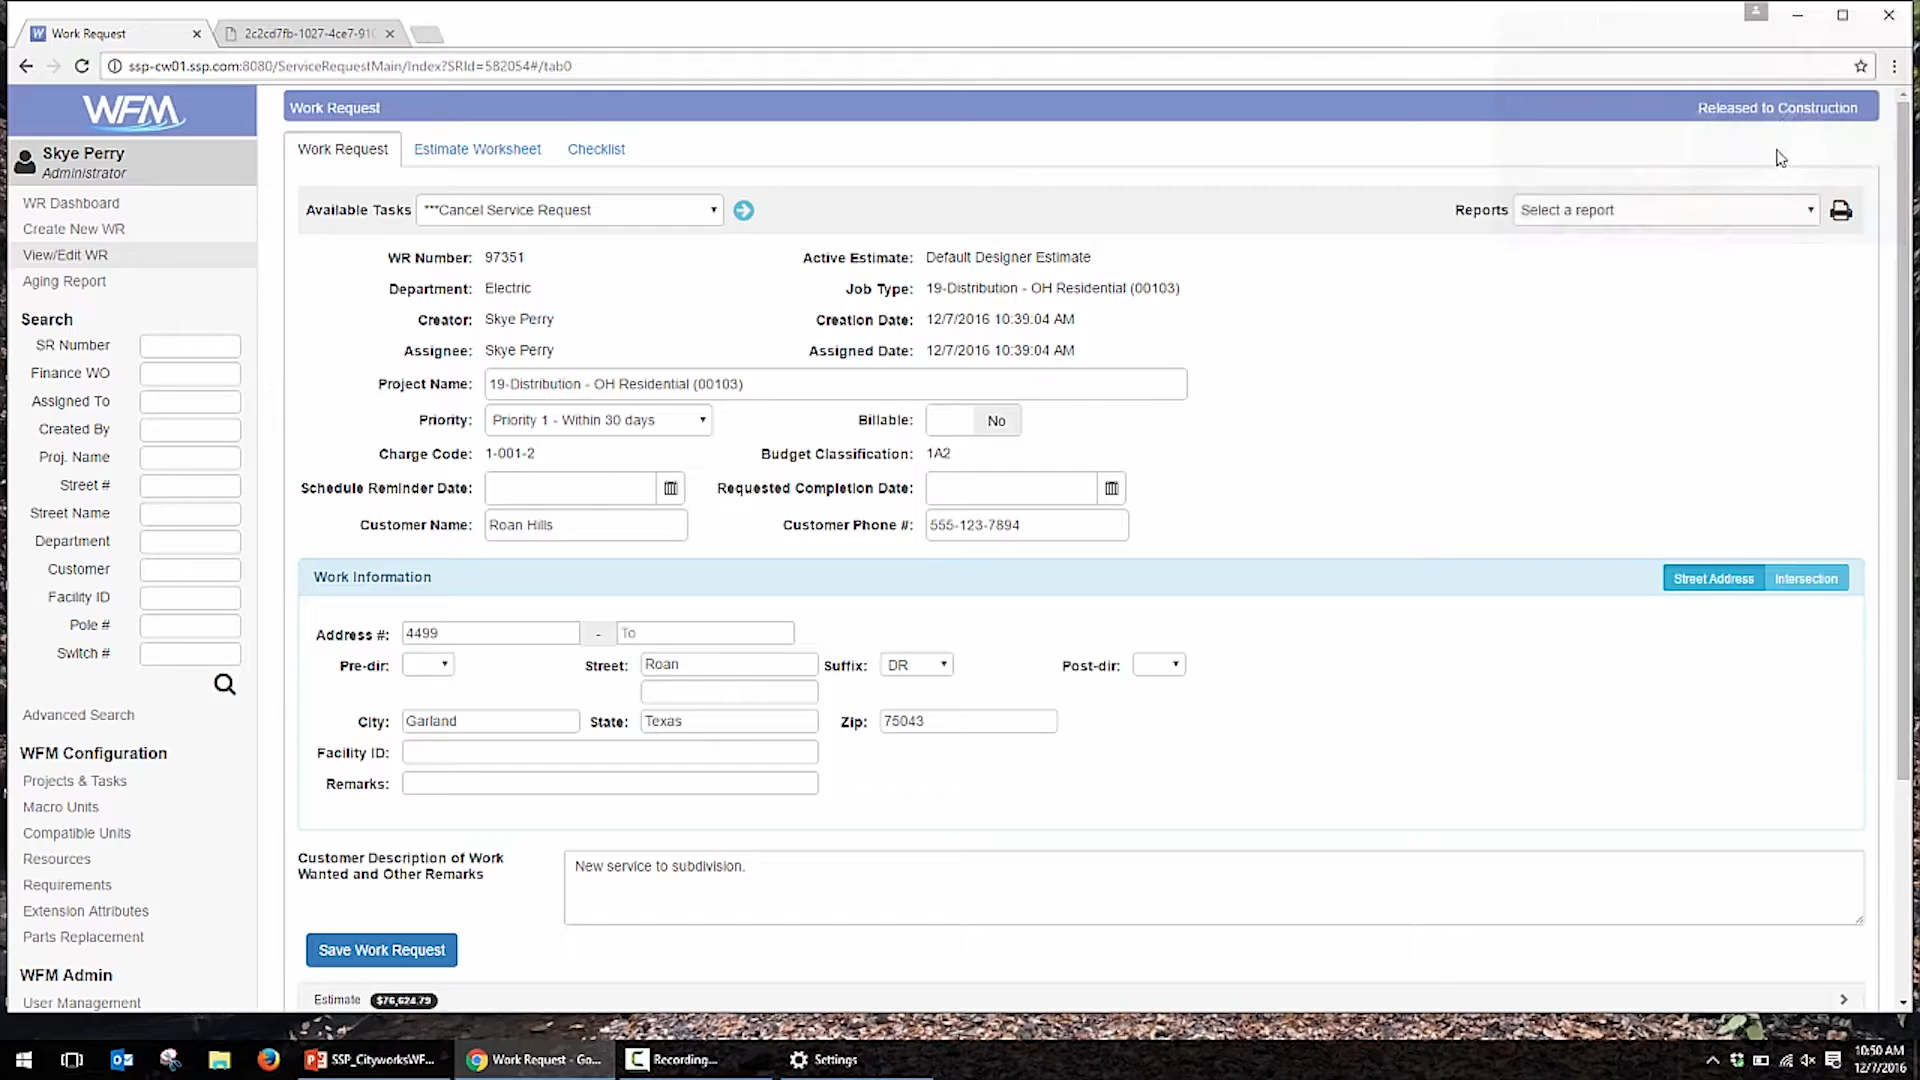 Work Request
2c2cd7fb-1027-4ce7-910
ssp-cw01.ssp.com:8080/ServiceRequestMain/Index?SRId=582054#/tab0
WFM
Skye Perry
Administrator
WR Dashboard
Create New WR
View/Edit WR
Aging Report
Search
SR Number
Finance WO
Assigned To
Created By
Proj. Name
Street #
Street Name
Department
Customer
Facility ID
Pole #
Switch #
Advanced Search
WFM Configuration
Projects & Tasks
Macro Units
Compatible Units
Resources
Requirements
Extension Attributes
Parts Replacement
WFM Admin
User Management
Work Request Released to Construction
Work Request Estimate Worksheet Checklist
Available Tasks ***Cancel Service Request Reports Select a report
WR Number: 97351 Active Estimate: Default Designer Estimate
Department: Electric Job Type: 19-Distribution - OH Residential (00103)
Creator: Skye Perry Creation Date: 12/7/2016 10:39:04 AM
Assignee: Skye Perry Assigned Date: 12/7/2016 10:39:04 AM
Project Name: 19-Distribution - OH Residential (00103)
Priority: Priority 1 - Within 30 days Billable: No
Charge Code: 1-001-2 Budget Classification: 1A2
Schedule Reminder Date: Requested Completion Date:
Customer Name: Roan Hills Customer Phone #: 555-123-7894
Work Information Street Address Intersection
Address #: 4499 - To
Pre-dir: Street: Roan Suffix: DR Post-dir:
City: Garland State: Texas Zip: 75043
Facility ID:
Remarks:
Customer Description of Work
Wanted and Other Remarks
New service to subdivision.
Save Work Request
Estimate $76,624.79
SSP_CityworksWF... Work Request - Go... Recording... Settings
10:50 AM
12/7/2016